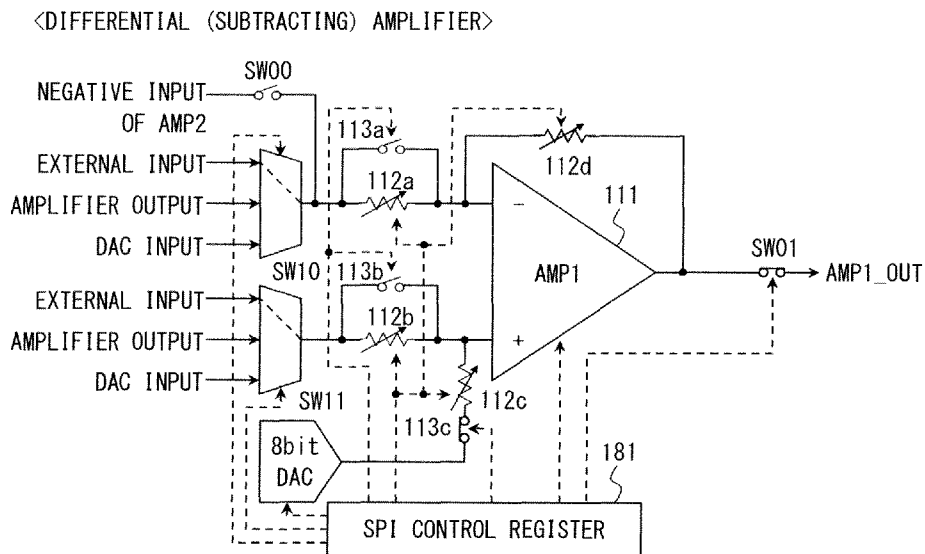 <DIFFERENTIAL (SUBTRACTING) AMPLIFIER>
SW00
NEGATIVE INPUT
OF AMP2
113a
112d
EXTERNAL INPUT
112a
111
AMPLIFIER OUTPUT
−
DAC INPUT
SW10
113b
AMP1
SW01
AMP1_OUT
EXTERNAL INPUT
112b
AMPLIFIER OUTPUT
+
DAC INPUT
SW11
112c
113c
8bit
DAC
181
SPI CONTROL REGISTER